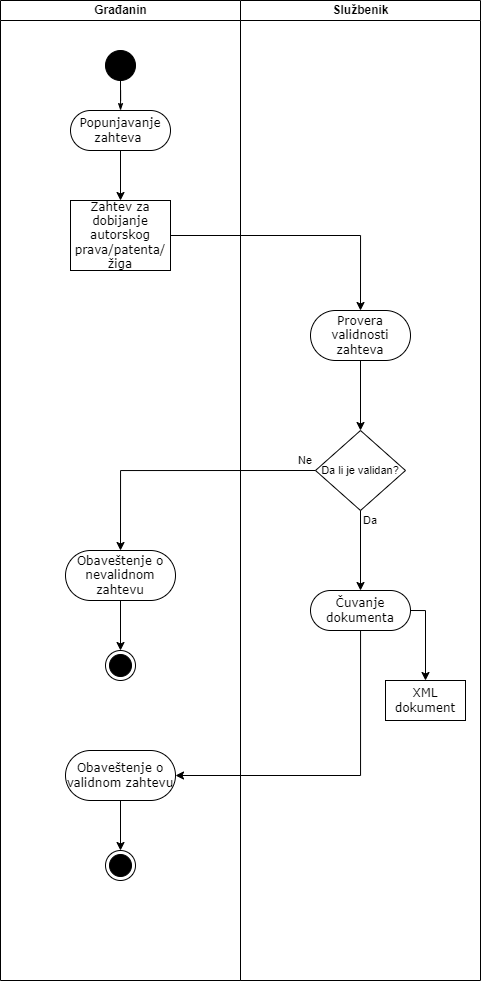 Građanin
Službenik
Popunjavanje
zahteva
Zahtev za
dobijanje
autorskog
prava/patenta/
žiga
Provera
validnosti
zahteva
Da li je validan?
Ne
Da
Obaveštenje o
nevalidnom
zahtevu
Čuvanje
dokumenta
XML
dokument
Obaveštenje o
validnom zahtevu